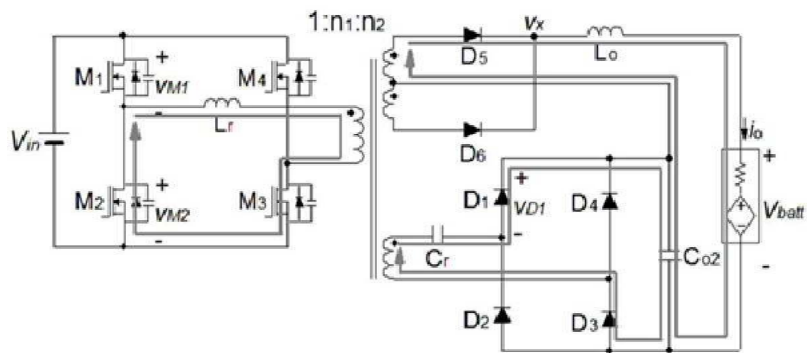 1:n1:n2
vx
D5
Lo
M1
+
vM1
-
M4
Lr
Vin
D6
io
+
M2
+
vM2
-
M3
D1
+
vD1
-
D4
Vbatt
Cr
Co2
-
D2
D3